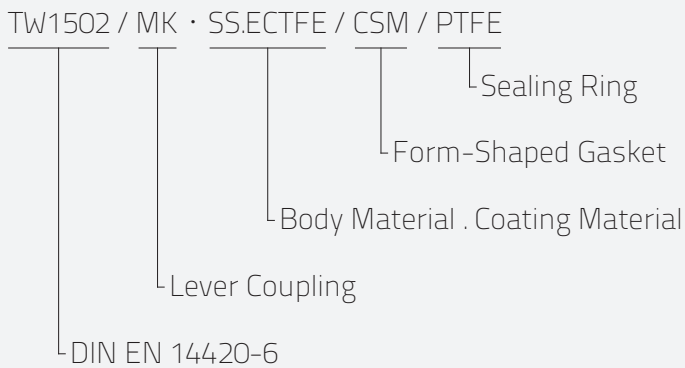 TW1502 / MK · SS.ECTFE / CSM / PTFE
Sealing Ring
Form-Shaped Gasket
Body Material . Coating Material
Lever Coupling
DIN EN 14420-6